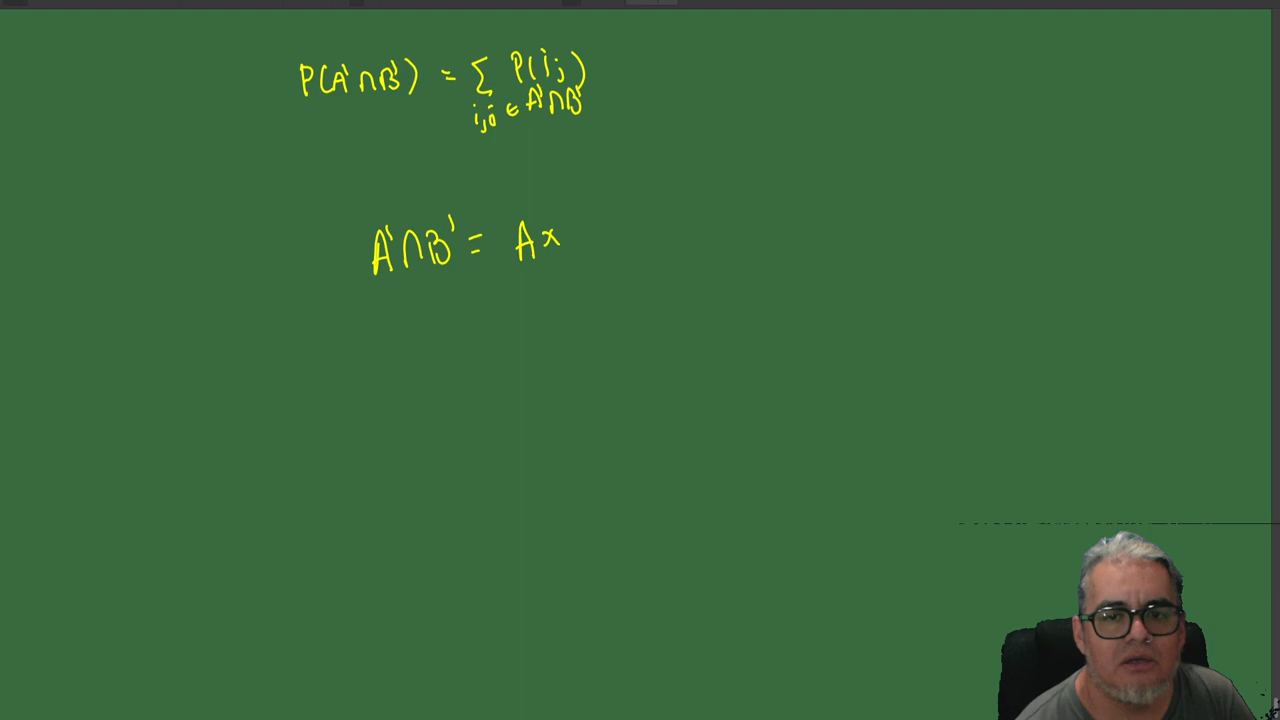 P(A'∩B') = ∑ P(i,j)
i,j ∈ A'∩B'
A'∩B' = A×